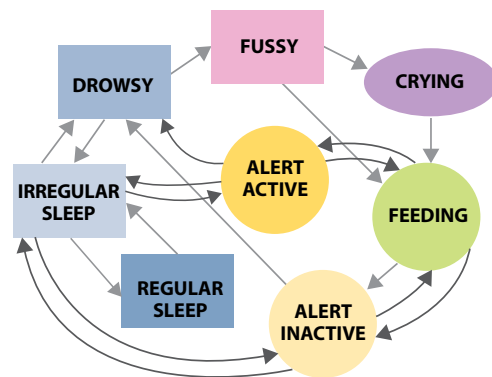 FUSSY
CRYING
DROWSY
ALERT
ACTIVE
IRREGULAR
SLEEP
FEEDING
REGULAR
SLEEP
ALERT
INACTIVE